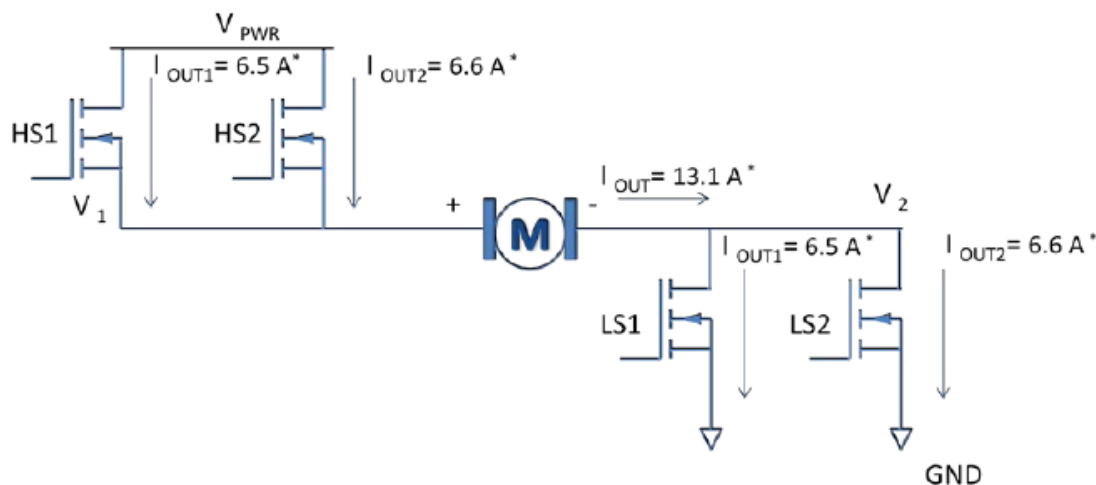 V PWR
I OUT1= 6.5 A*
I OUT2= 6.6 A*
HS1
HS2
V 1
+
M
-
I OUT= 13.1 A*
V 2
I OUT1= 6.5 A*
I OUT2= 6.6 A*
LS1
LS2
GND